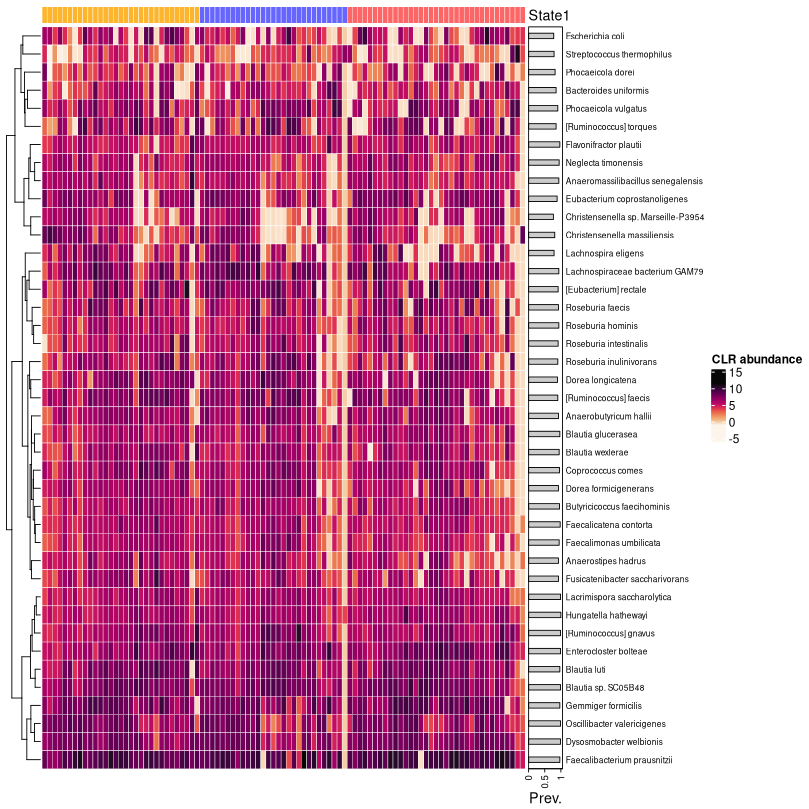 State1
Escherichia coli
Streptococcus thermophilus
Phocaeicola dorei
Bacteroides uniformis
Phocaeicola vulgatus
[Ruminococcus] torques
Flavonifractor plautii
Neglecta timonensis
Anaeromassilibacillus senegalensis
Eubacterium coprostanoligenes
Christensenella sp. Marseille-P3954
Christensenella massiliensis
Lachnospira eligens
Lachnospiraceae bacterium GAM79
[Eubacterium] rectale
Roseburia faecis
Roseburia hominis
Roseburia intestinalis
Roseburia inulinivorans
Dorea longicatena
[Ruminococcus] faecis
Anaerobutyricum hallii
Blautia glucerasea
Blautia wexlerae
Coprococcus comes
Dorea formicigenerans
Butyricicoccus faecihominis
Faecalicatena contorta
Faecalimonas umbilicata
Anaerostipes hadrus
Fusicatenibacter saccharivorans
Lacrimispora saccharolytica
Hungatella hathewayi
[Ruminococcus] gnavus
Enterocloster bolteae
Blautia luti
Blautia sp. SC05B48
Gemmiger formicilis
Oscillibacter valericigenes
Dysosmobacter welbionis
Faecalibacterium prausnitzii
0
0.5
1
Prev.
CLR abundance
15
10
5
0
-5